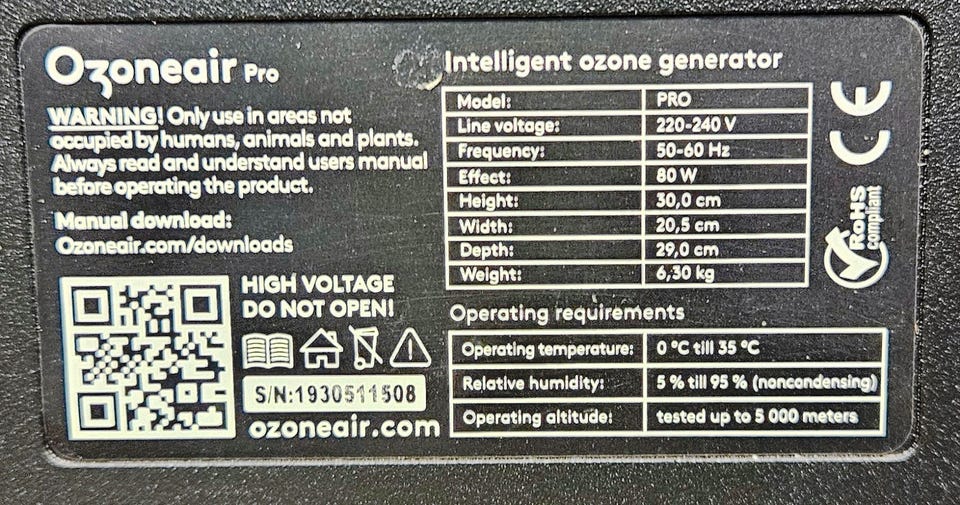 Ozoneair Pro
WARNING! Only use in areas not
occupied by humans, animals and plants.
Always read and understand users manual
before operating the product.
Manual download:
Ozoneair.com/downloads
HIGH VOLTAGE
DO NOT OPEN!
S/N:1930511508
ozoneair.com
Intelligent ozone generator
Model: PRO
Line voltage: 220-240 V
Frequency: 50-60 Hz
Effect: 80 W
Height: 30,0 cm
Width: 20,5 cm
Depth: 29,0 cm
Weight: 6,30 kg
Operating requirements
Operating temperature: 0 °C till 35 °C
Relative humidity: 5 % till 95 % (noncondensing)
Operating altitude: tested up to 5 000 meters
CE
RoHS
compliant